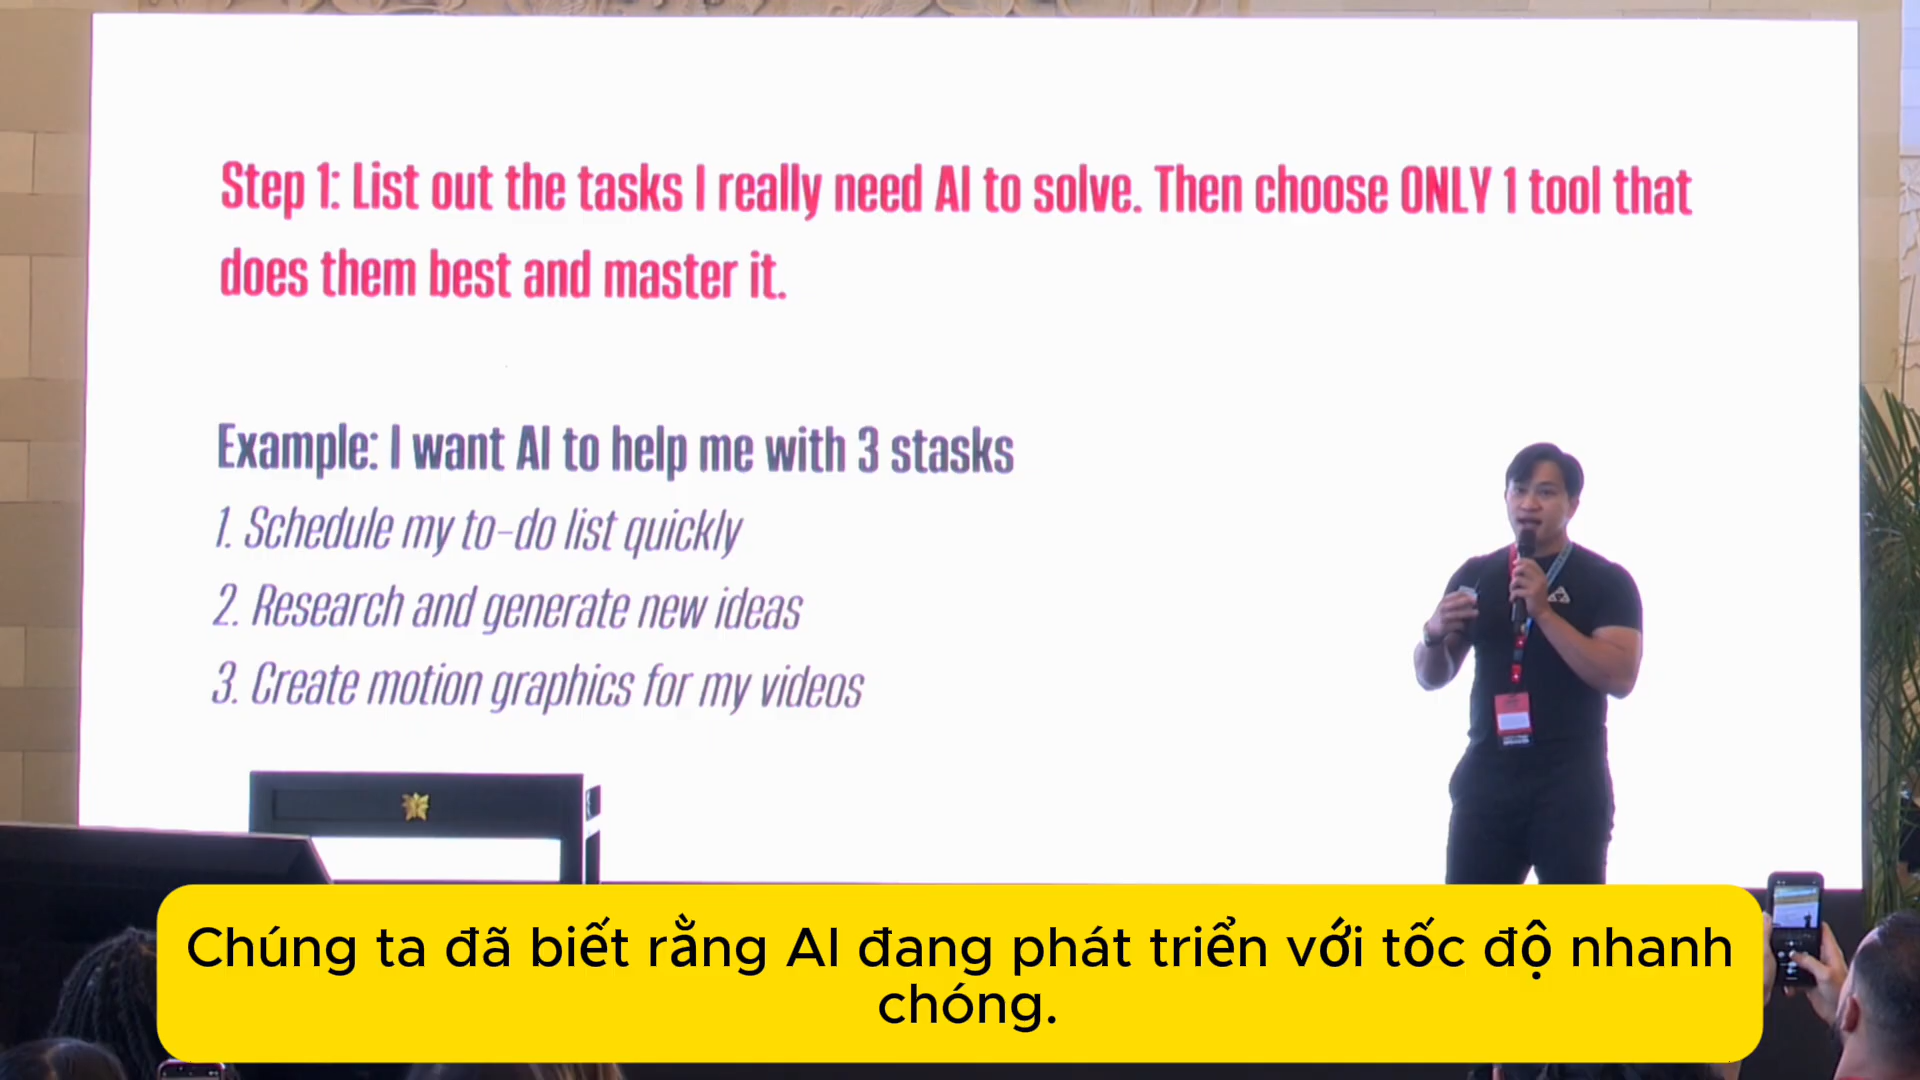 Step 1: List out the tasks I really need AI to solve. Then choose ONLY 1 tool that
does them best and master it.
Example: I want AI to help me with 3 stasks
1. Schedule my to-do list quickly
2. Research and generate new ideas
3. Create motion graphics for my videos
Chúng ta đã biết rằng AI đang phát triển với tốc độ nhanh
chóng.